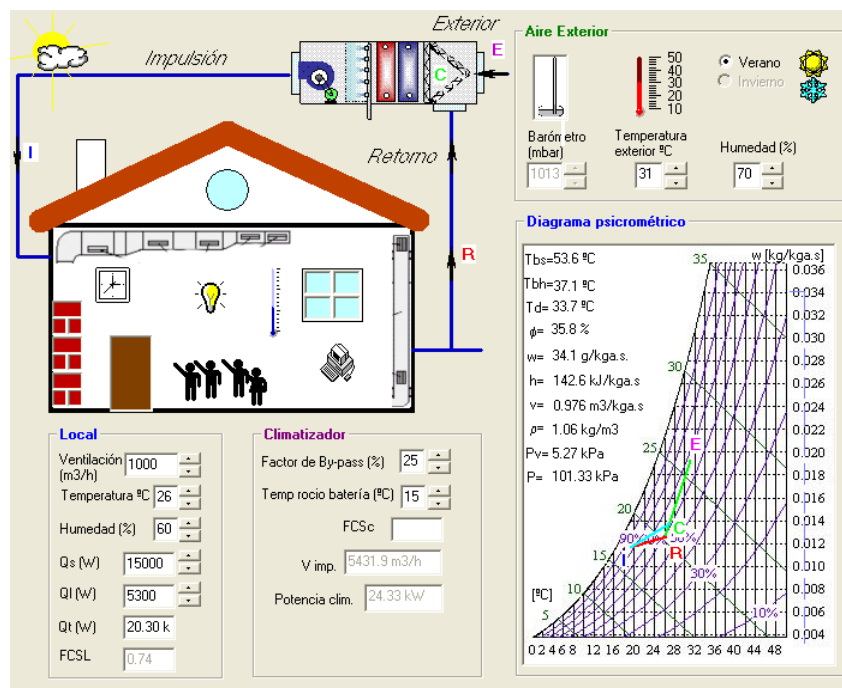 Exterior
Impulsión
E
C
Retorno
I
R
Aire Exterior
50
40
30
20
10
Verano
Invierno
Barómetro
(mbar)
1013
Temperatura
exterior ºC
31
Humedad (%)
70
Diagrama psicrométrico
Tbs=53.6 ºC
Tbh=37.1 ºC
Td= 33.7 ºC
ϕ= 35.8 %
w= 34.1 g/kga.s.
h= 142.6 kJ/kga.s
v= 0.976 m3/kga.s
ρ= 1.06 kg/m3
Pv= 5.27 kPa
P= 101.33 kPa
w [kg/kga.s]
0.036
0.034
0.032
0.030
0.028
0.026
0.024
0.022
0.020
0.018
0.016
0.014
0.012
0.010
0.008
0.006
0.004
35
30
25
20
15
10
5
E
C
R
I
90%
30%
10%
[ºC]
0 2 4 6 8 12 16 20 24 28 32 36 40 44 48
Local
Ventilación
(m3/h)
1000
Temperatura ºC 26
Humedad (%) 60
Qs (W) 15000
Ql (W) 5300
Qt (W) 20.30 k
FCSL 0.74
Climatizador
Factor de By-pass (%) 25
Temp rocio batería (ºC) 15
FCSc
V imp. 5431.9 m3/h
Potencia clim. 24.33 kW